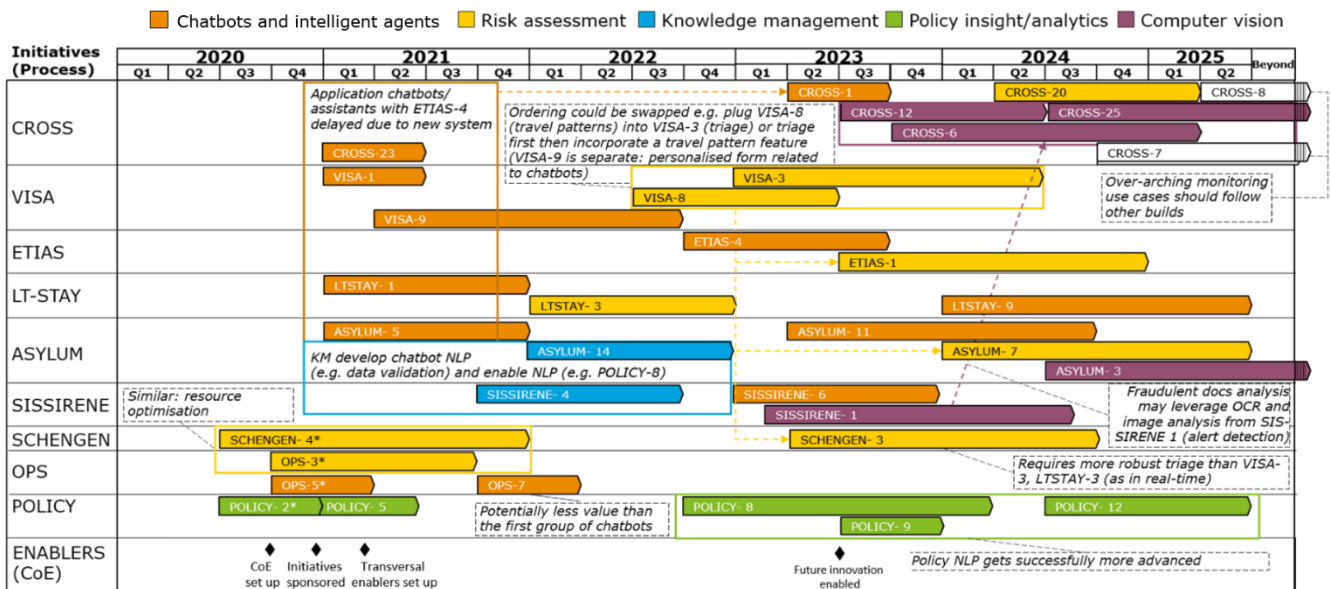 Chatbots and intelligent agents
Risk assessment
Knowledge management
Policy insight/analytics
Computer vision
Initiatives
(Process)
2020
2021
2022
2023
2024
2025
Beyond
Q1
Q2
Q3
Q4
Q1
Q2
Q3
Q4
Q1
Q2
Q3
Q4
Q1
Q2
Q3
Q4
Q1
Q2
Q3
Q4
Q1
Q2
CROSS
Application chatbots/
assistants with ETIAS-4
delayed due to new system
CROSS-1
CROSS-20
CROSS-8
Ordering could be swapped e.g. plug VISA-8
(travel patterns) into VISA-3 (triage) or triage
first then incorporate a travel pattern feature
(VISA-9 is separate: personalised form related
to chatbots)
CROSS-12
CROSS-25
CROSS-6
CROSS-23
CROSS-7
VISA
VISA-1
VISA-3
VISA-8
VISA-9
Over-arching monitoring
use cases should follow
other builds
ETIAS
ETIAS-4
ETIAS-1
LT-STAY
LTSTAY- 1
LTSTAY- 3
LTSTAY- 9
ASYLUM
ASYLUM- 5
ASYLUM- 11
KM develop chatbot NLP
(e.g. data validation) and enable NLP (e.g. POLICY-8)
ASYLUM- 14
ASYLUM- 7
ASYLUM- 3
SISSIRENE
Similar: resource
optimisation
SISSIRENE- 4
SISSIRENE- 6
SISSIRENE- 1
Fraudulent docs analysis
may leverage OCR and
image analysis from SIS-
SIRENE 1 (alert detection)
SCHENGEN
SCHENGEN- 4*
SCHENGEN- 3
OPS
OPS-3*
OPS-5*
OPS-7
Requires more robust triage than VISA-
3, LTSTAY-3 (as in real-time)
POLICY
POLICY- 2*
POLICY- 5
Potentially less value than
the first group of chatbots
POLICY- 8
POLICY- 12
POLICY- 9
ENABLERS
(CoE)
CoE
set up
Initiatives
sponsored
Transversal
enablers set up
Future innovation
enabled
Policy NLP gets successfully more advanced